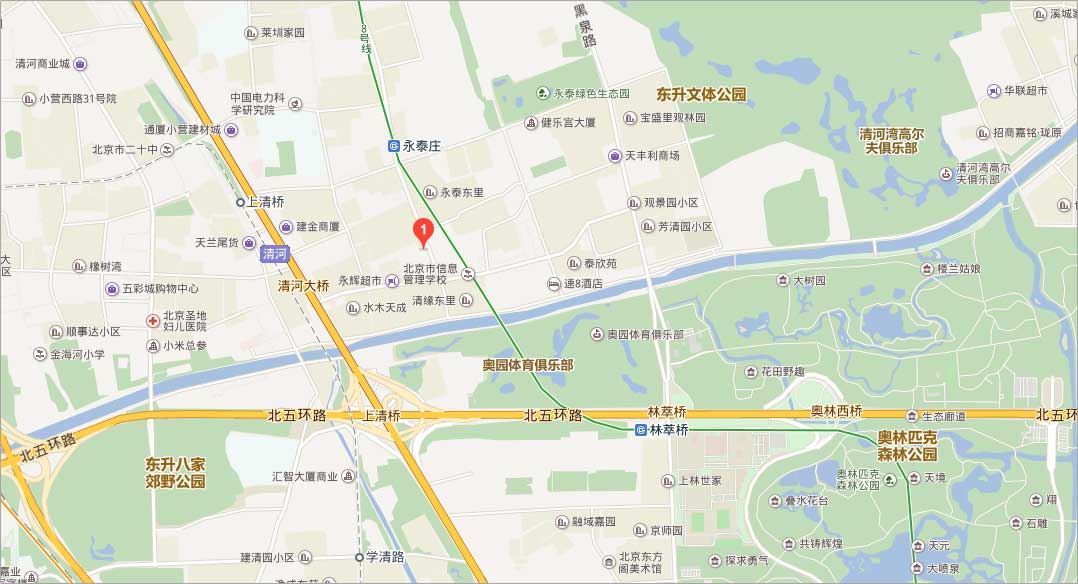 莱圳家园
8号线
黑泉路
清河商业城
小营西路31号院
中国电力科
学研究院
通厦小营建材城
北京市二十中
永泰庄
永泰绿色生态园
健乐宫大厦
东升文体公园
宝盛里观林园
天丰利商场
华联超市
清河湾高尔
夫俱乐部
招商嘉铭·珑原
清河湾高尔
夫俱乐部
永泰东里
观景园小区
芳清园小区
上清桥
建金商厦
天兰尾货
清河
1
橡树湾
清河大桥
永辉超市
北京市信息
管理学校
泰欣苑
速8酒店
楼兰姑娘
大树园
五彩城购物中心
水木天成
清缘东里
北京圣地
妇儿医院
顺事达小区
小米总参
金海河小学
奥园体育俱乐部
奥园体育俱乐部
花田野趣
北五环路
上清桥
北五环路
林萃桥
奥林西桥
生态廊道
北五环
林萃桥
北五环路
奥林匹克
森林公园
东升八家
郊野公园
汇智大厦商业
上林世家
奥林匹克
森林公园
天境
叠水花台
翔
石雕
融域嘉园
京师园
共铸辉煌
天元
建清园小区
学清路
北京东方
阁美术馆
探求勇气
大喷泉